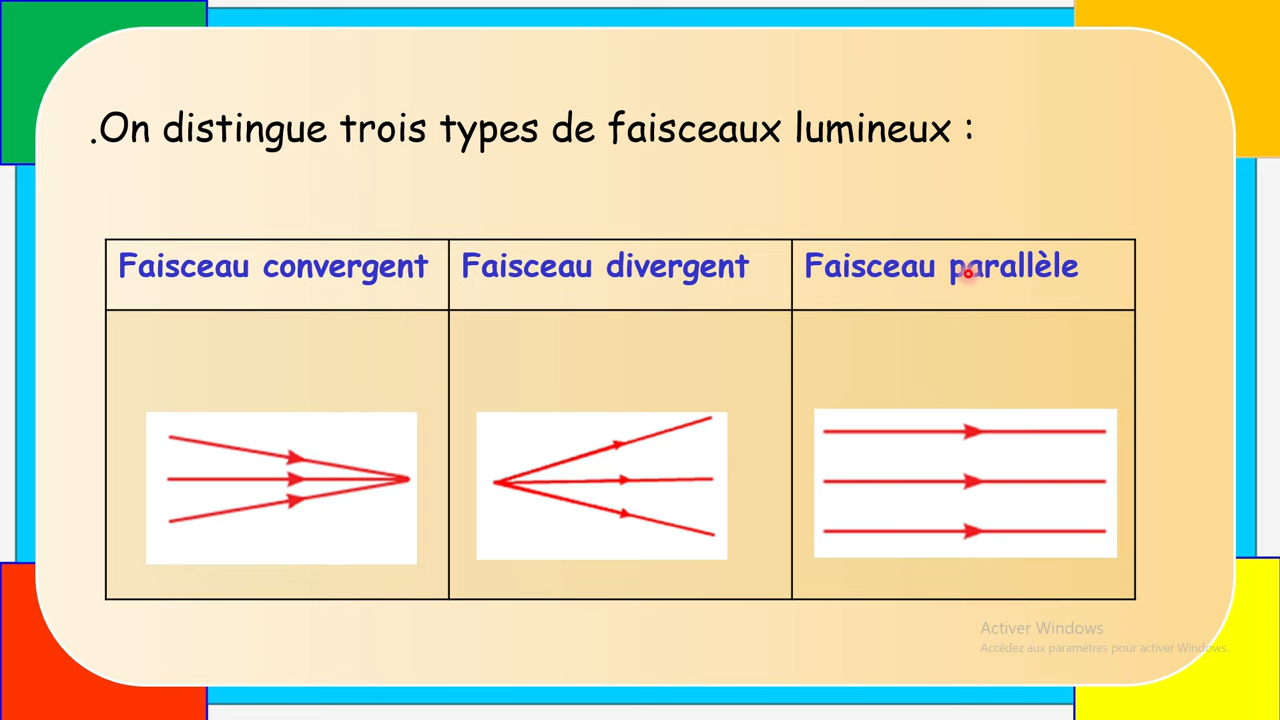 .On distingue trois types de faisceaux lumineux :
Faisceau convergent
Faisceau divergent
Faisceau parallèle
Activer Windows
Accédez aux paramètres pour activer Windows.